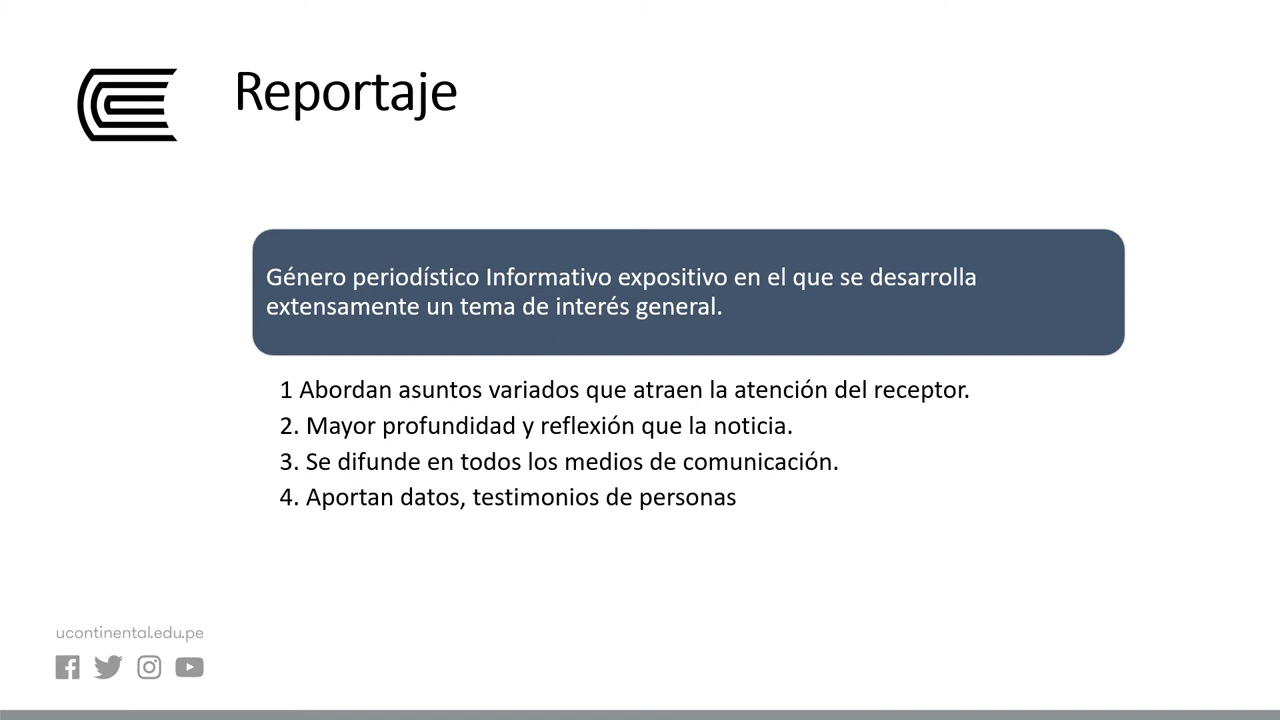 Reportaje
Género periodístico Informativo expositivo en el que se desarrolla
extensamente un tema de interés general.
1 Abordan asuntos variados que atraen la atención del receptor.
2. Mayor profundidad y reflexión que la noticia.
3. Se difunde en todos los medios de comunicación.
4. Aportan datos, testimonios de personas
ucontinental.edu.pe